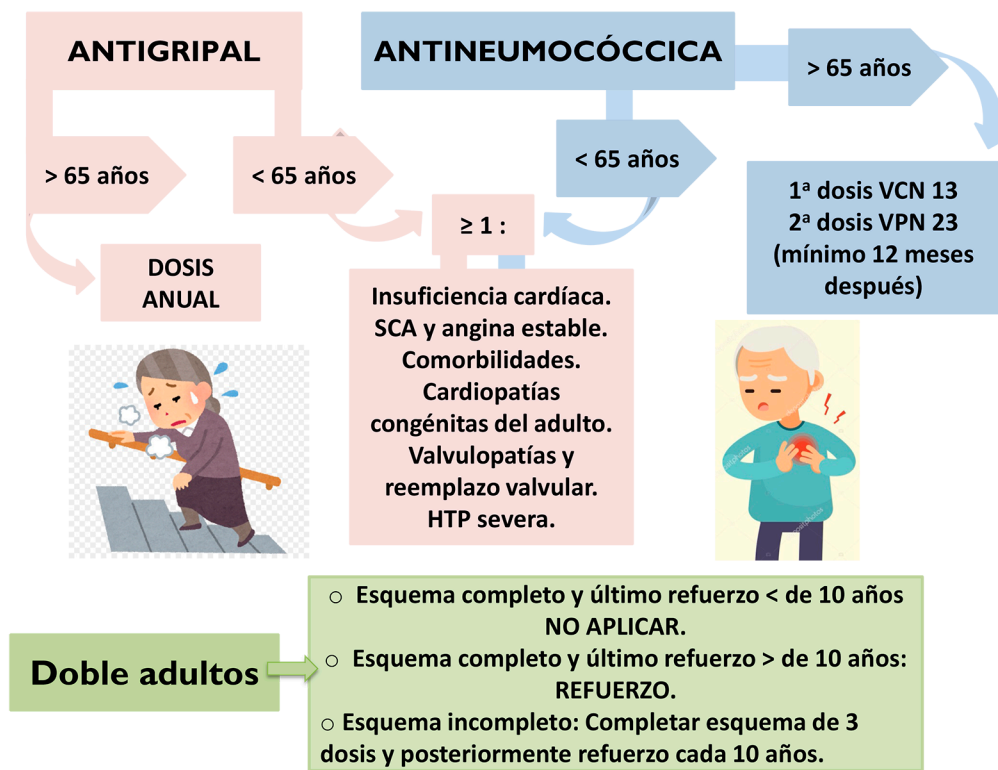 ANTIGRIPAL
> 65 años
< 65 años
DOSIS
ANUAL
ANTINEUMOCÓCCICA
> 65 años
< 65 años
1ª dosis VCN 13
2ª dosis VPN 23
(mínimo 12 meses
después)
≥ 1 :
Insuficiencia cardíaca.
SCA y angina estable.
Comorbilidades.
Cardiopatías
congénitas del adulto.
Valvulopatías y
reemplazo valvular.
HTP severa.
Doble adultos
○ Esquema completo y último refuerzo < de 10 años
NO APLICAR.
○ Esquema completo y último refuerzo > de 10 años:
REFUERZO.
○ Esquema incompleto: Completar esquema de 3
dosis y posteriormente refuerzo cada 10 años.